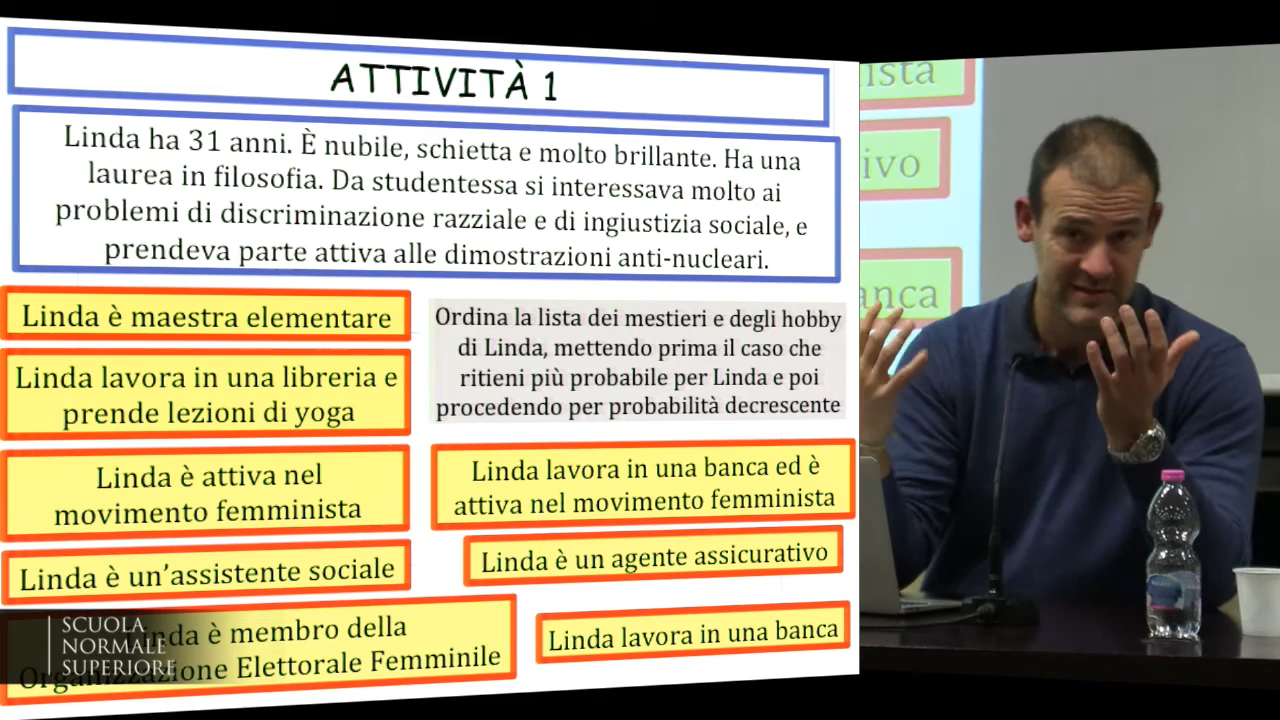 ATTIVITÀ 1
Linda ha 31 anni. È nubile, schietta e molto brillante. Ha una
laurea in filosofia. Da studentessa si interessava molto ai
problemi di discriminazione razziale e di ingiustizia sociale, e
prendeva parte attiva alle dimostrazioni anti-nucleari.
Linda è maestra elementare
Linda lavora in una libreria e
prende lezioni di yoga
Linda è attiva nel
movimento femminista
Linda è un'assistente sociale
Linda è membro della
Organizzazione Elettorale Femminile
Ordina la lista dei mestieri e degli hobby
di Linda, mettendo prima il caso che
ritieni più probabile per Linda e poi
procedendo per probabilità decrescente
Linda lavora in una banca ed è
attiva nel movimento femminista
Linda è un agente assicurativo
Linda lavora in una banca
SCUOLA
NORMALE
SUPERIORE
ista
ivo
anca